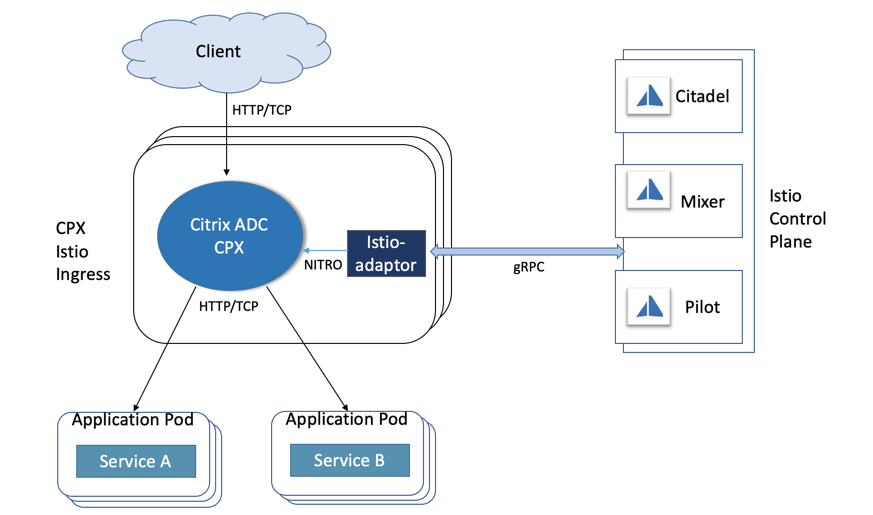 Client
HTTP/TCP
CPX
Istio
Ingress
Citrix ADC
CPX
NITRO
Istio-
adaptor
HTTP/TCP
gRPC
Citadel
Mixer
Pilot
Istio
Control
Plane
Application Pod
Service A
Application Pod
Service B